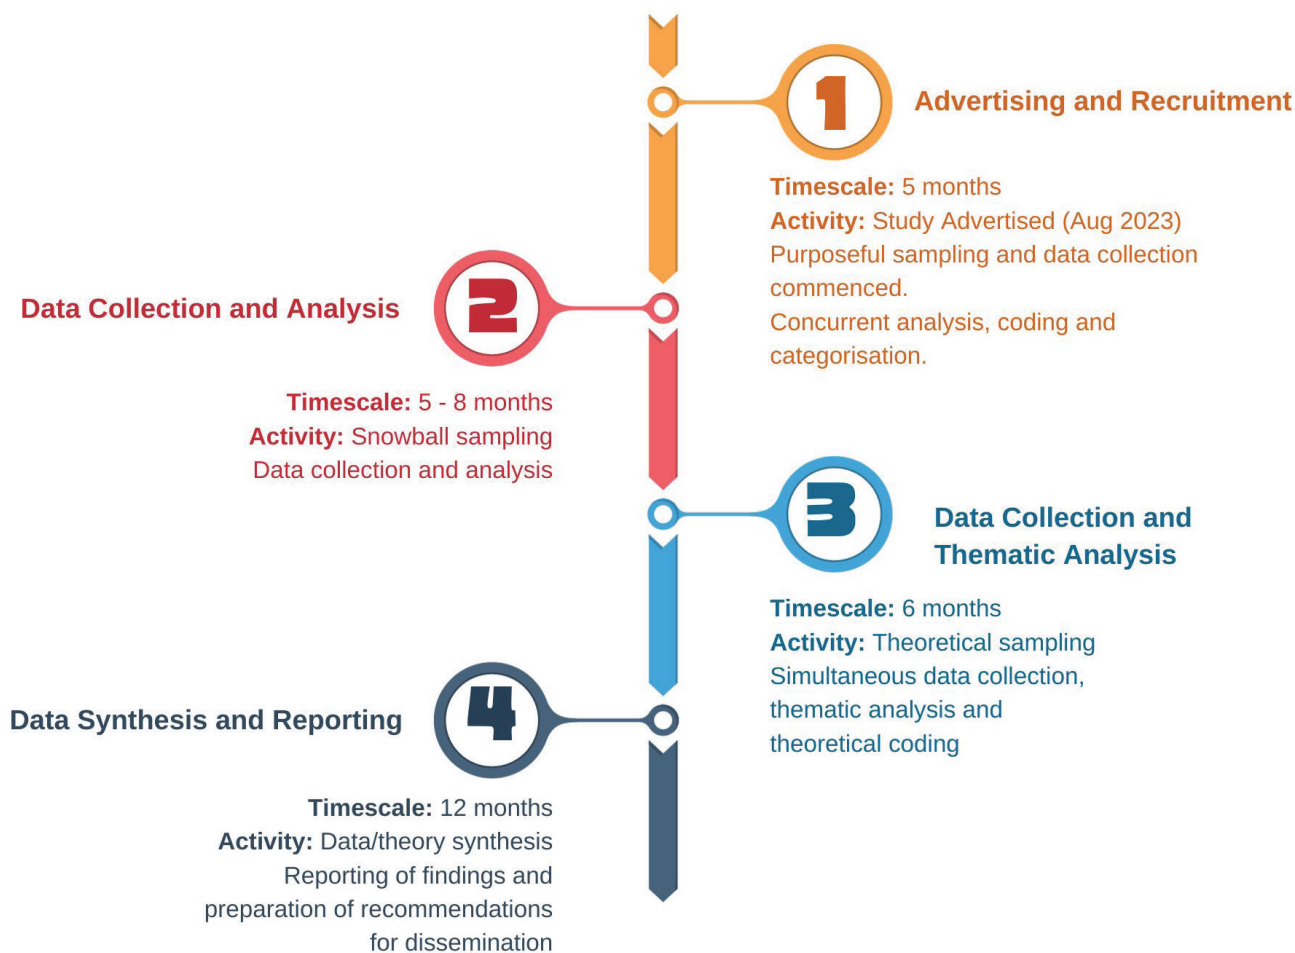 1
Advertising and Recruitment
Timescale: 5 months
Activity: Study Advertised (Aug 2023)
Purposeful sampling and data collection
commenced.
Concurrent analysis, coding and
categorisation.
2
Data Collection and Analysis
Timescale: 5 - 8 months
Activity: Snowball sampling
Data collection and analysis
3
Data Collection and
Thematic Analysis
Timescale: 6 months
Activity: Theoretical sampling
Simultaneous data collection,
thematic analysis and
theoretical coding
4
Data Synthesis and Reporting
Timescale: 12 months
Activity: Data/theory synthesis
Reporting of findings and
preparation of recommendations
for dissemination